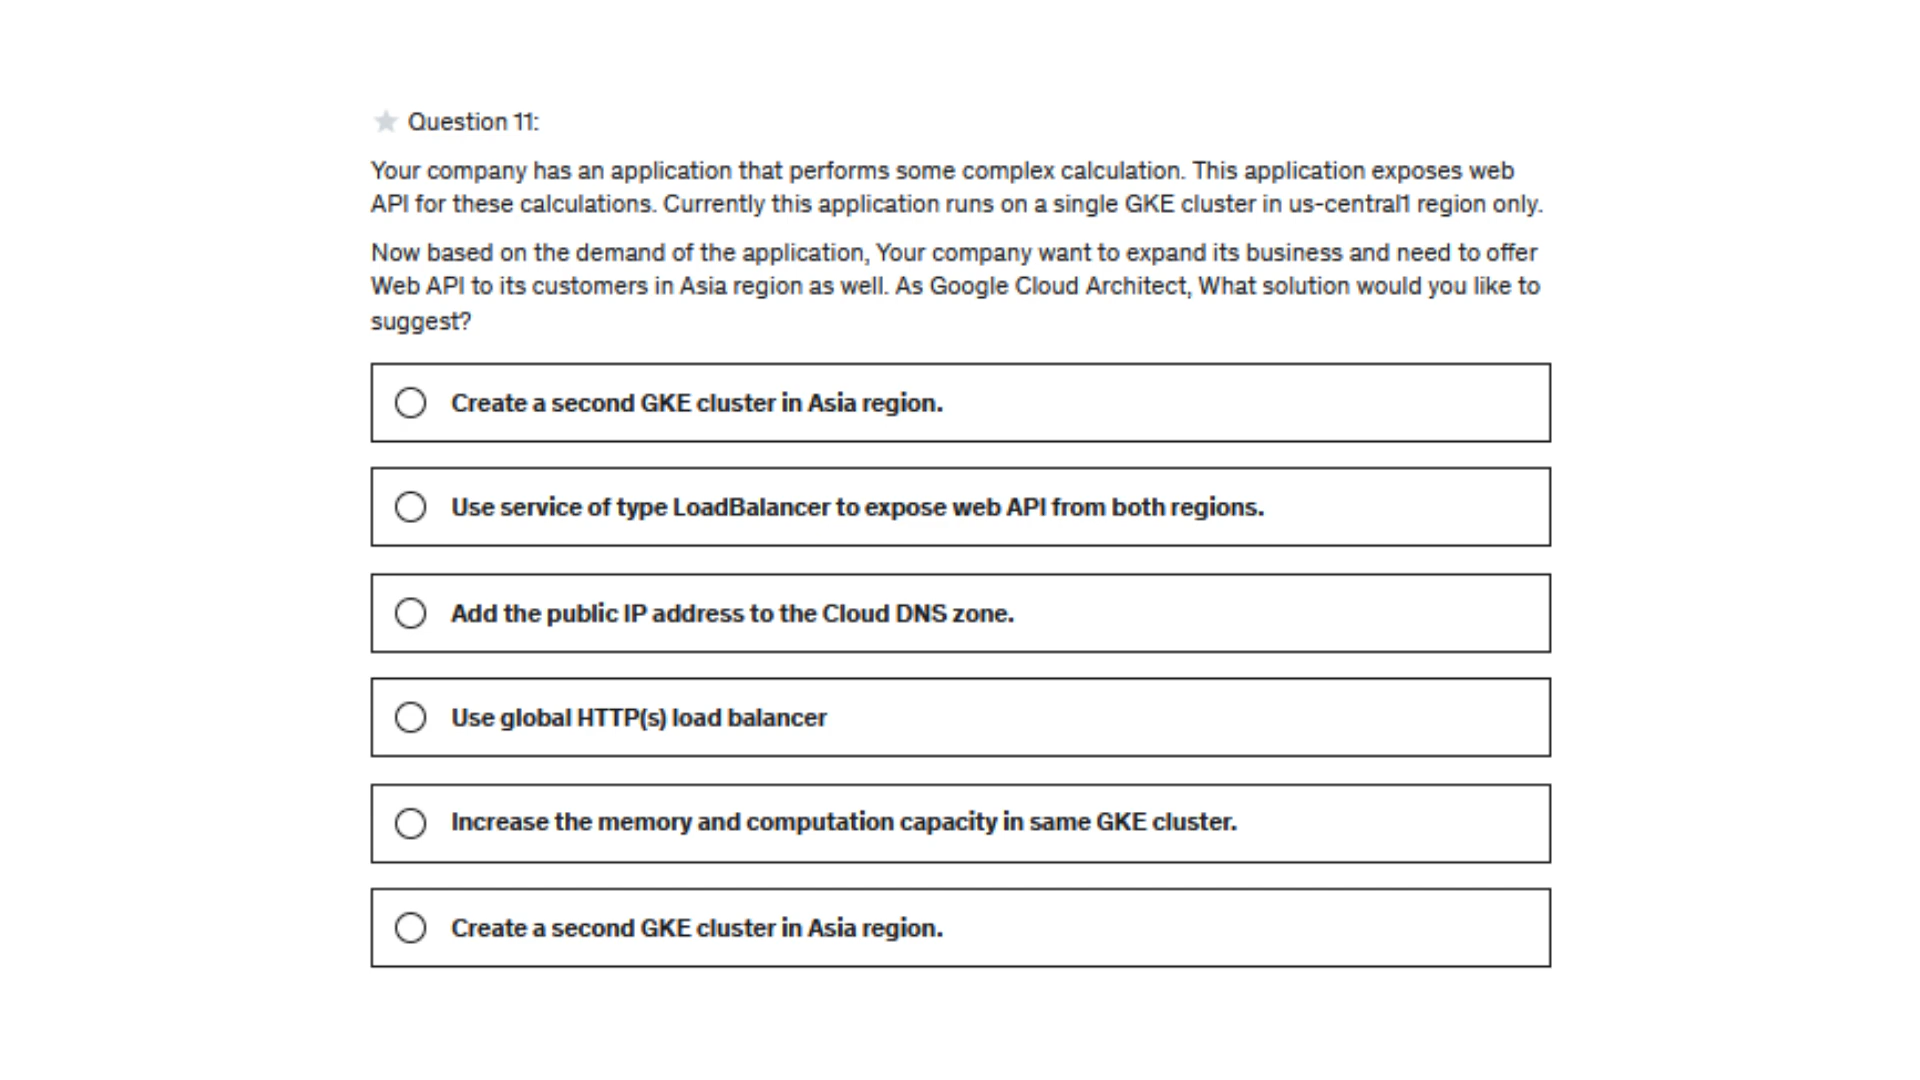 Question 11:
Your company has an application that performs some complex calculation. This application exposes web
API for these calculations. Currently this application runs on a single GKE cluster in us-central1 region only.
Now based on the demand of the application, Your company want to expand its business and need to offer
Web API to its customers in Asia region as well. As Google Cloud Architect, What solution would you like to
suggest?
Create a second GKE cluster in Asia region.
Use service of type LoadBalancer to expose web API from both regions.
Add the public IP address to the Cloud DNS zone.
Use global HTTP(s) load balancer
Increase the memory and computation capacity in same GKE cluster.
Create a second GKE cluster in Asia region.